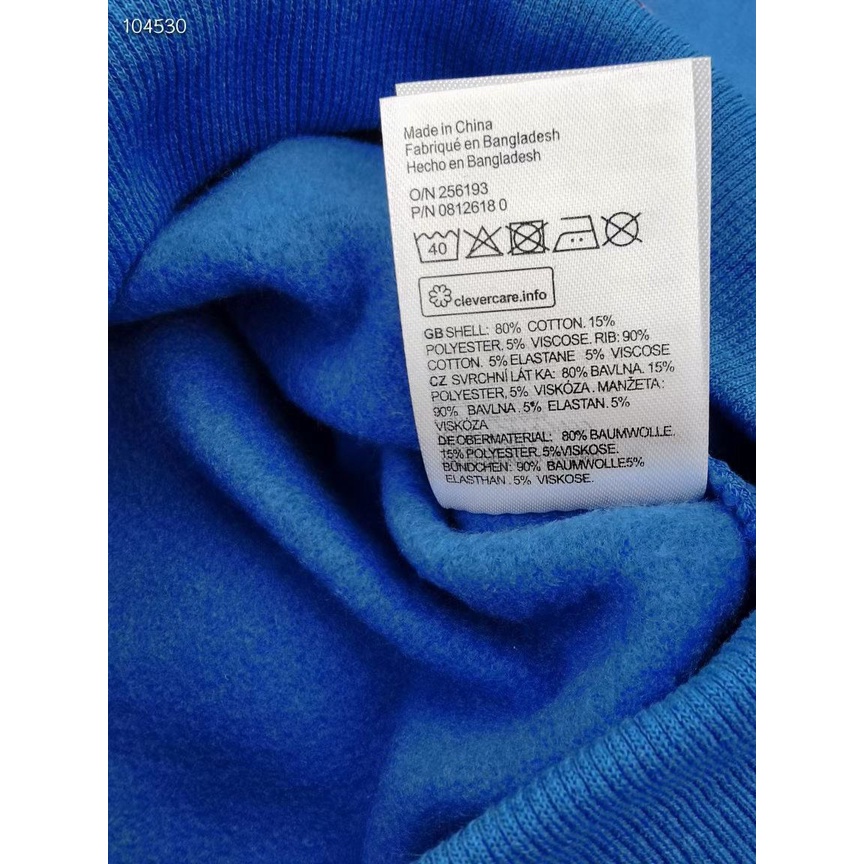 104530
Made in China
Fabriqué en Bangladesh
Hecho en Bangladesh
O/N 256193
P/N 0812618 0
40
clevercare.info
GB SHELL: 80% COTTON. 15%
POLYESTER, 5% VISCOSE. RIB: 90%
COTTON. 5% ELASTANE 5% VISCOSE
CZ SVRCHNÍ LÁT KA: 80% BAVLNA. 15%
POLYESTER, 5% VISKÓZA . MANŽETA:
90% BAVLNA . 5% ELASTAN. 5%
VISKÓZA
DE OBERMATERIAL: 80% BAUMWOLLE.
15% POLYESTER. 5%VISKOSE.
BÜNDCHEN: 90% BAUMWOLLE5%
ELASTHAN . 5% VISKOSE.